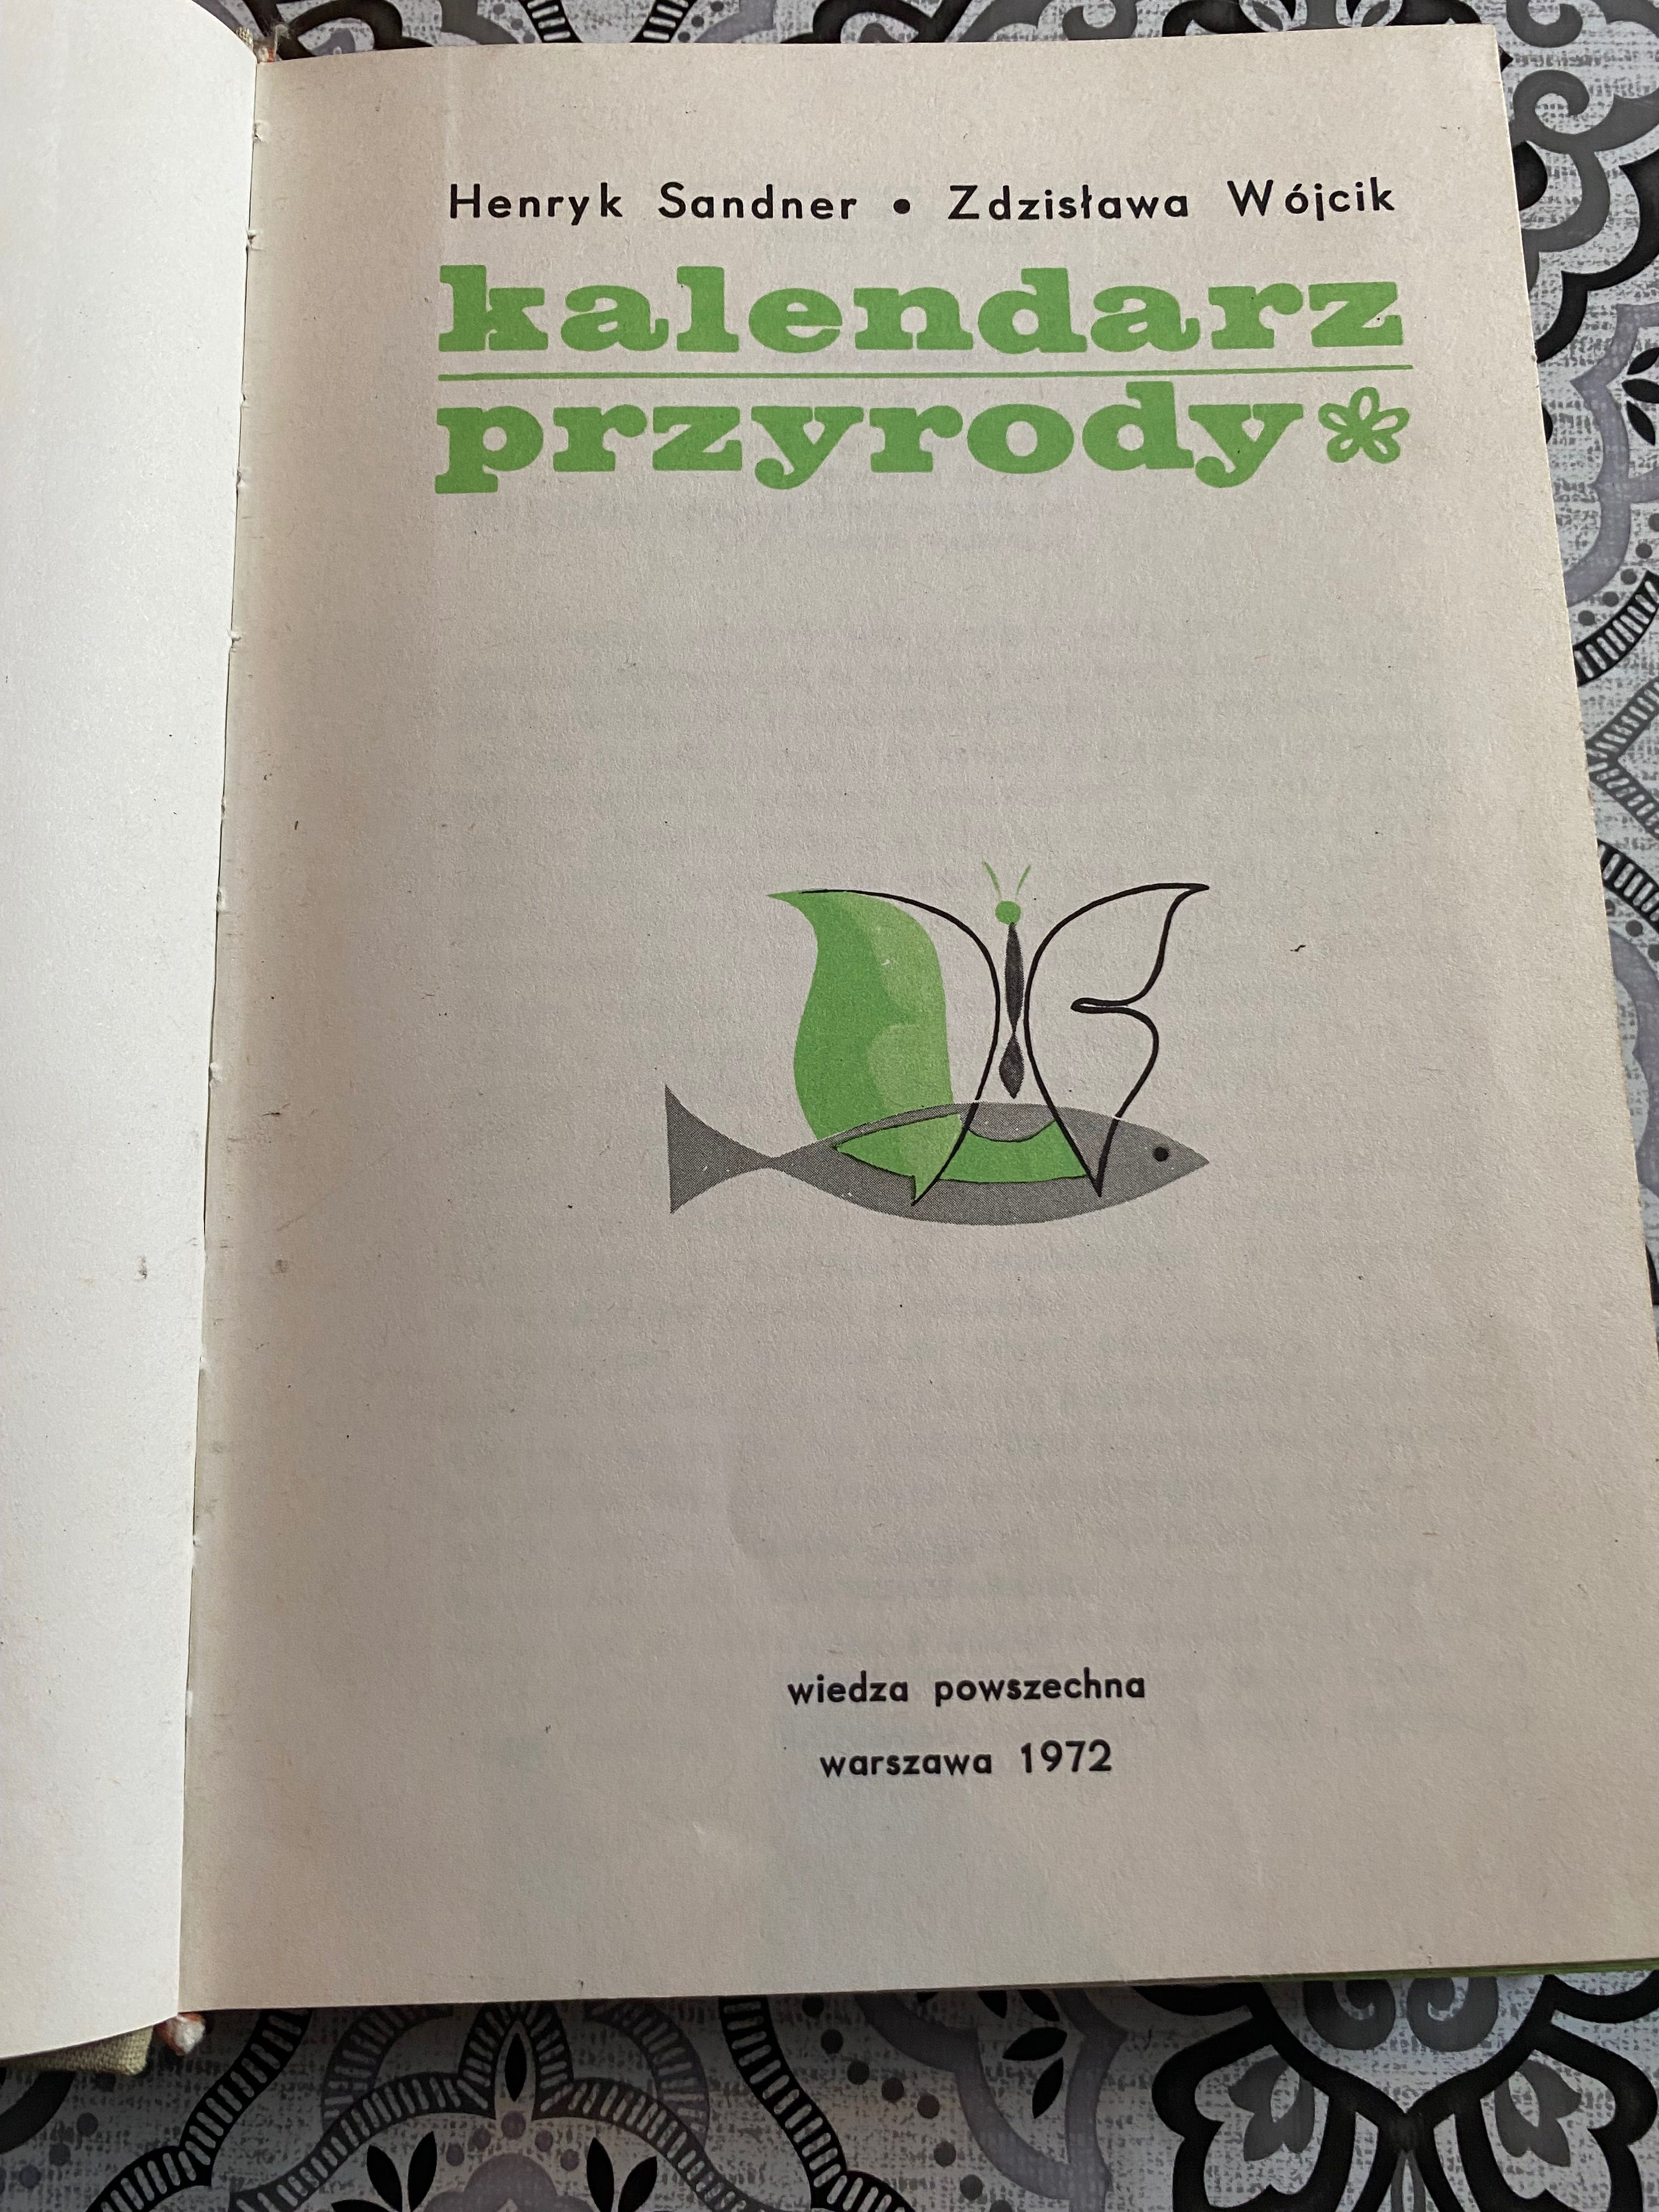 Henryk Sandner • Zdzisława Wójcik
kalendarz
przyrody
wiedza powszechna
warszawa 1972